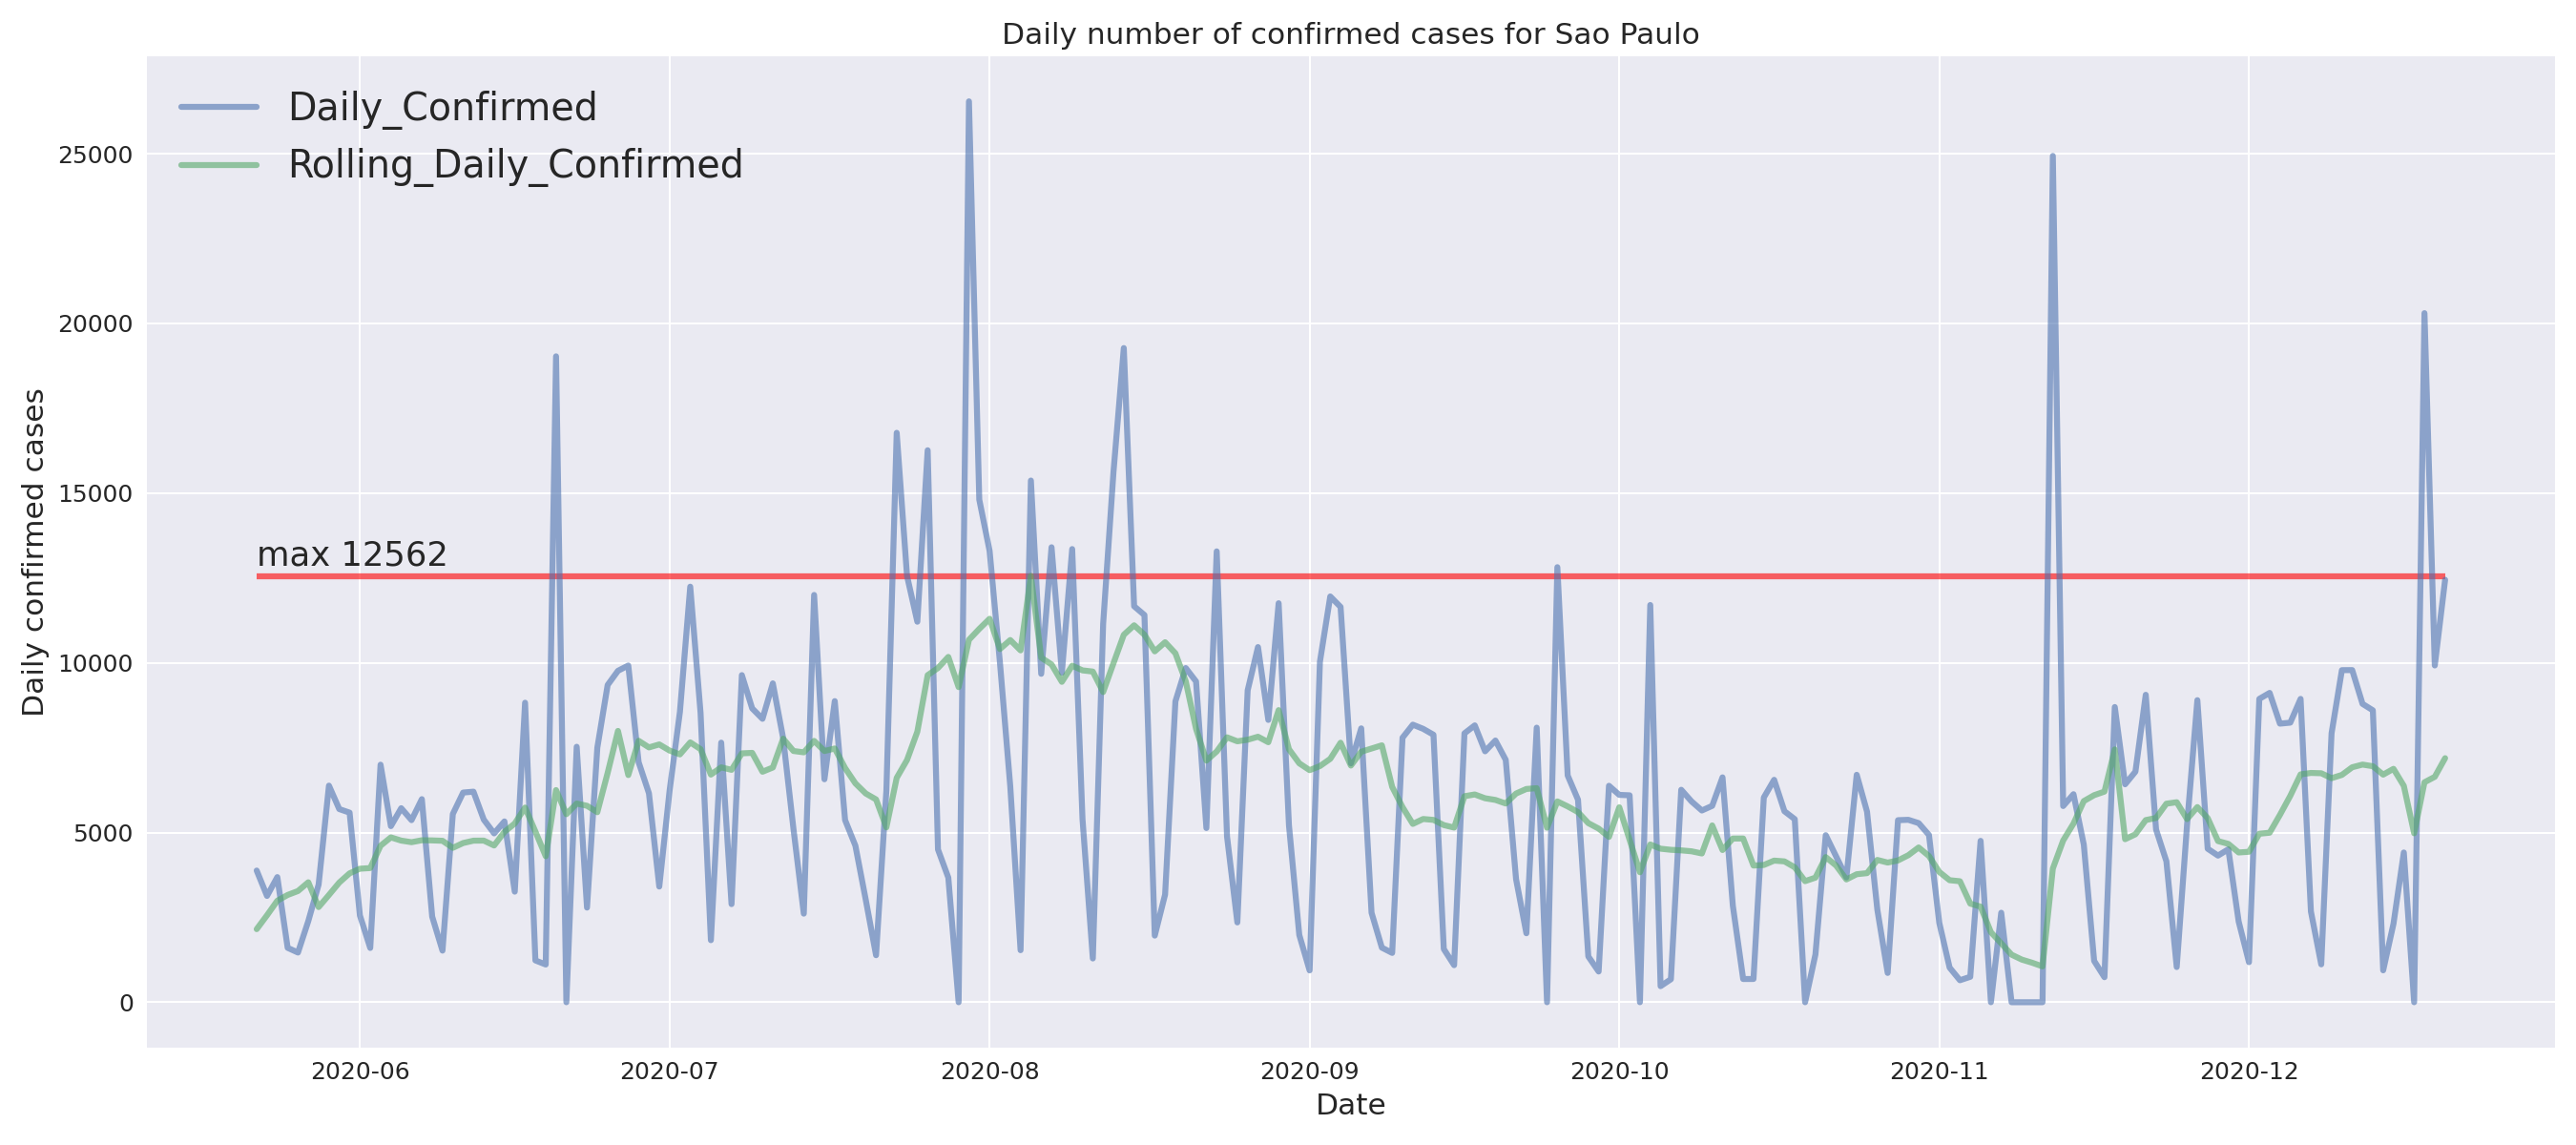 Daily number of confirmed cases for Sao Paulo
Daily_Confirmed
Rolling_Daily_Confirmed
max 12562
Daily confirmed cases
25000
20000
15000
10000
5000
0
2020-06 2020-07 2020-08 2020-09 2020-10 2020-11 2020-12
Date